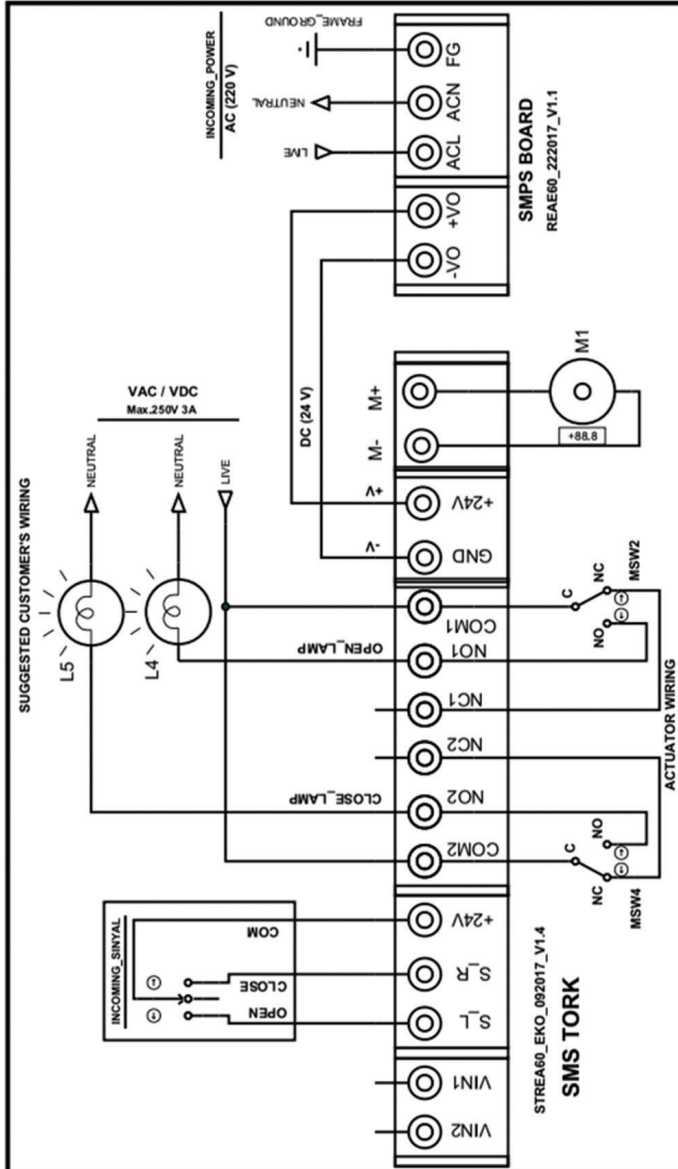 INCOMING_POWER
AC (220 V)
FRAME_GROUND
NEUTRAL
LIVE
FG
ACN
ACL
+VO
-VO
SMPS BOARD
REAE60_222017_V1.1
SUGGESTED CUSTOMER'S WIRING
VAC / VDC
Max.250V 3A
NEUTRAL
NEUTRAL
LIVE
L5
L4
DC (24 V)
+V
-V
M+
M-
+24V
GND
M1
+88.8
OPEN_LAMP
CLOSE_LAMP
COM1
NO1
NC1
NC2
NO2
COM2
C
NC
NO
MSW2
ACTUATOR WIRING
C
NO
NC
MSW4
INCOMING_SINYAL
COM
CLOSE
OPEN
+24V
S_R
S_L
VIN1
VIN2
STREA60_EKO_092017_V1.4
SMS TORK